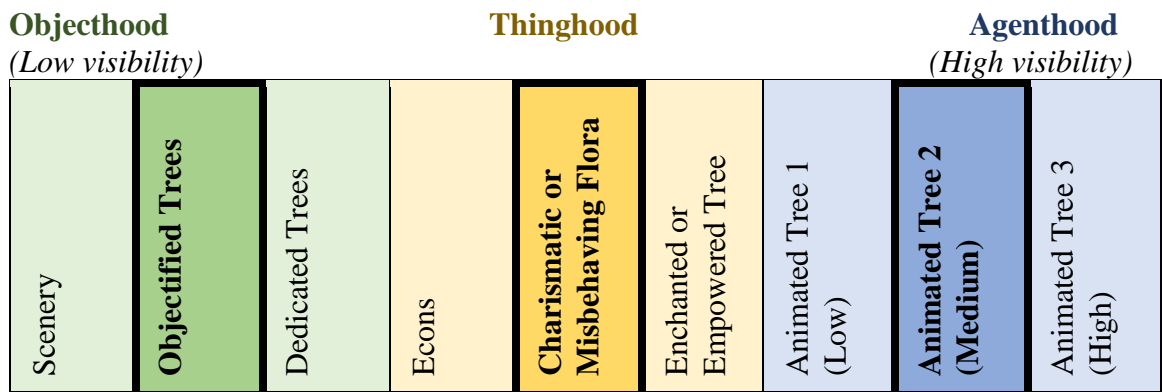 Objecthood
Thinghood
Agenthood
(Low visibility)
(High visibility)
Scenery
Objectified Trees
Dedicated Trees
Econs
Charismatic or
Misbehaving Flora
Enchanted or
Empowered Tree
Animated Tree 1
(Low)
Animated Tree 2
(Medium)
Animated Tree 3
(High)